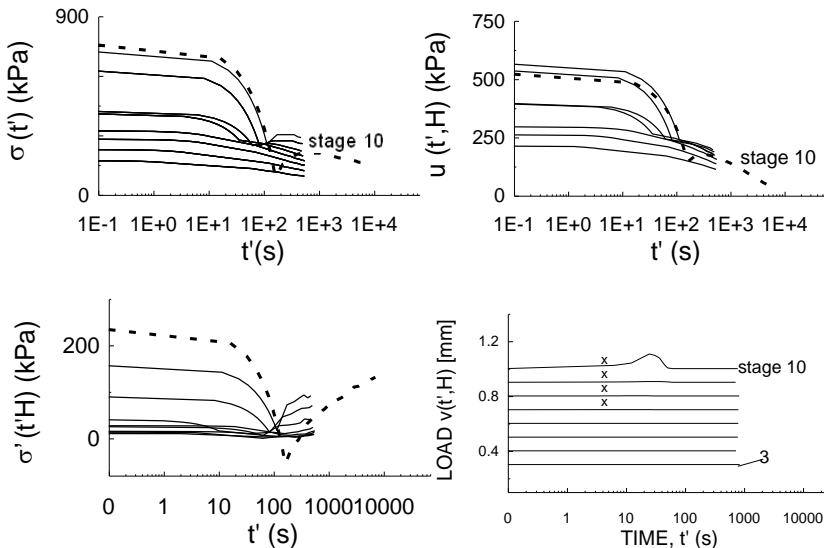 900
0
σ (t') (kPa)
stage 10
1E-1 1E+0 1E+1 1E+2 1E+3 1E+4
t'(s)
750
500
250
0
u (t',H) (kPa)
stage 10
1E-1 1E+0 1E+1 1E+2 1E+3 1E+4
t' (s)
200
0
σ' (t'H) (kPa)
0 1 10 100 100010000
t' (s)
1.2
0.8
0.4
LOAD v(t',H) [mm]
x
x
x
x
stage 10
3
0 1 10 100 1000 10000
TIME, t' (s)